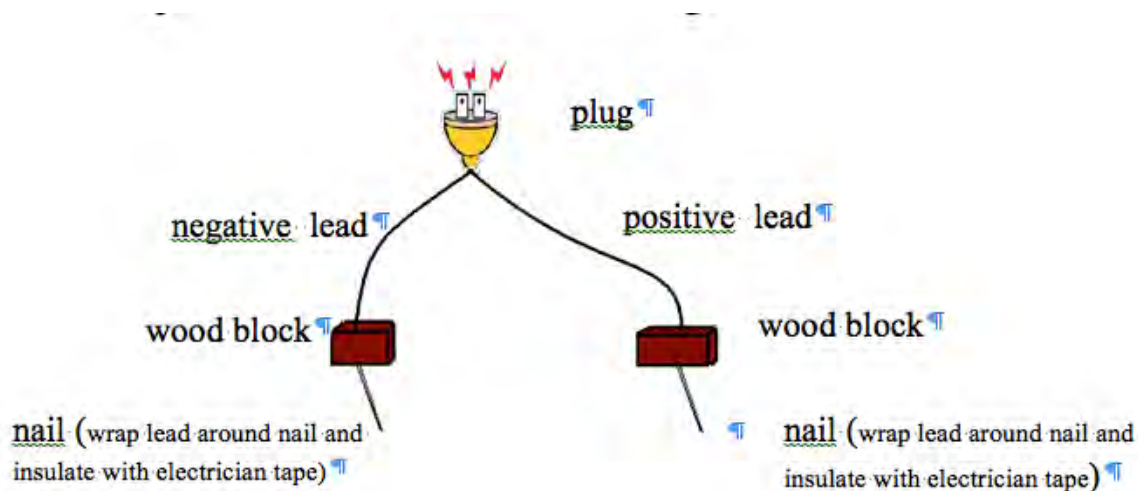 plug¶
negative lead¶
positive lead¶
wood block¶
wood block¶
nail (wrap lead around nail and
insulate with electrician tape)¶
¶
nail (wrap lead around nail and
insulate with electrician tape)¶